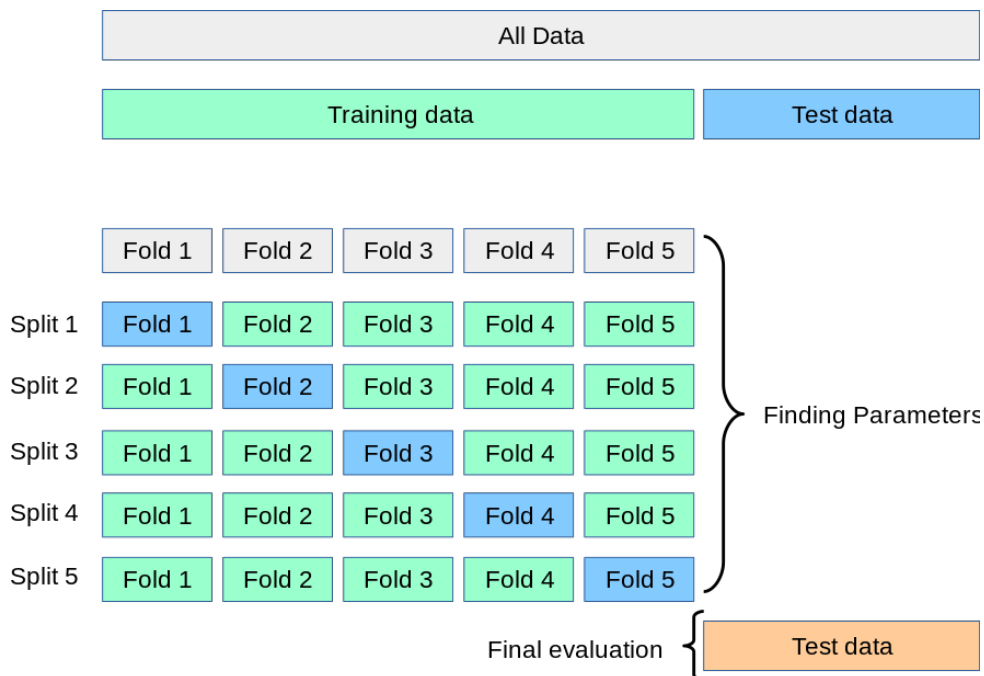 All Data
Training data Test data
Fold 1 Fold 2 Fold 3 Fold 4 Fold 5
Split 1 Fold 1 Fold 2 Fold 3 Fold 4 Fold 5
Split 2 Fold 1 Fold 2 Fold 3 Fold 4 Fold 5
Finding Parameters
Split 3 Fold 1 Fold 2 Fold 3 Fold 4 Fold 5
Split 4 Fold 1 Fold 2 Fold 3 Fold 4 Fold 5
Split 5 Fold 1 Fold 2 Fold 3 Fold 4 Fold 5
Final evaluation Test data